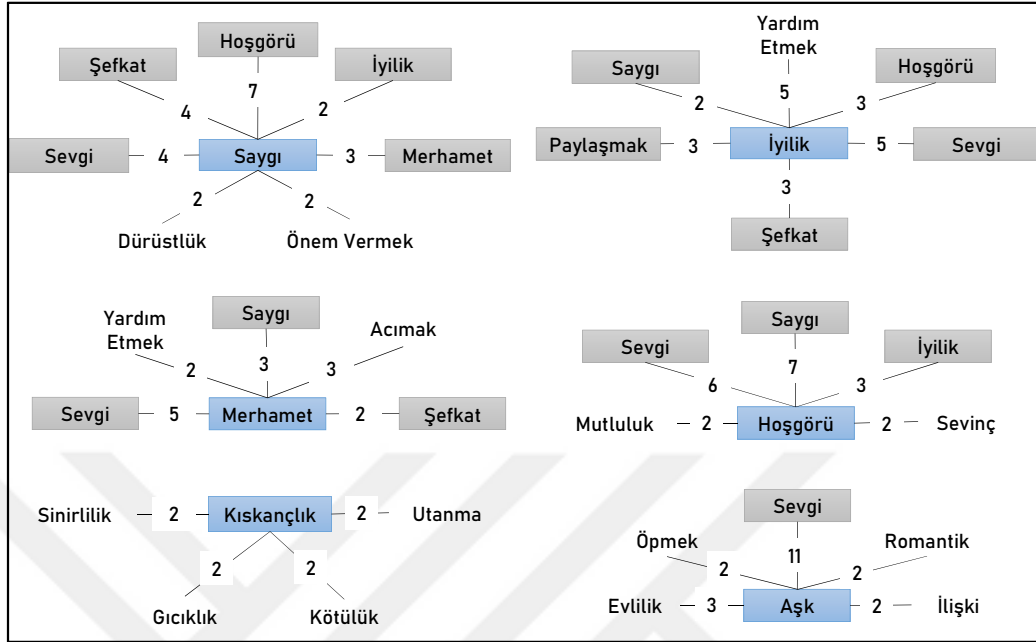 Hoşgörü
Şefkat
İyilik
7
4
2
Sevgi
4
Saygı
3
Merhamet
2
2
Dürüstlük
Önem Vermek
Yardım
Etmek
Saygı
Hoşgörü
5
2
3
Paylaşmak
3
İyilik
5
Sevgi
3
Şefkat
Saygı
Yardım
Etmek
Acımak
3
2
3
Sevgi
5
Merhamet
2
Şefkat
Saygı
Sevgi
İyilik
7
6
3
Mutluluk
2
Hoşgörü
2
Sevinç
Sinirlilik
2
Kıskançlık
2
Utanma
2
2
Gıcıklık
Kötülük
Sevgi
Öpmek
Romantik
11
2
2
Evlilik
3
Aşk
2
İlişki